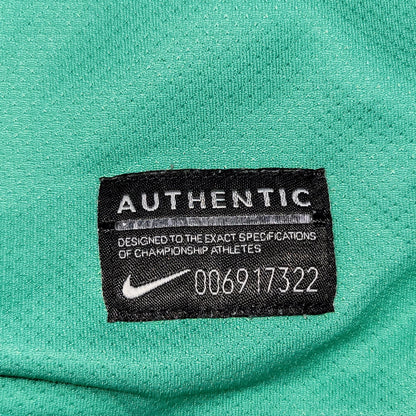 AUTHENTIC
DESIGNED TO THE EXACT SPECIFICATIONS
OF CHAMPIONSHIP ATHLETES
006917322